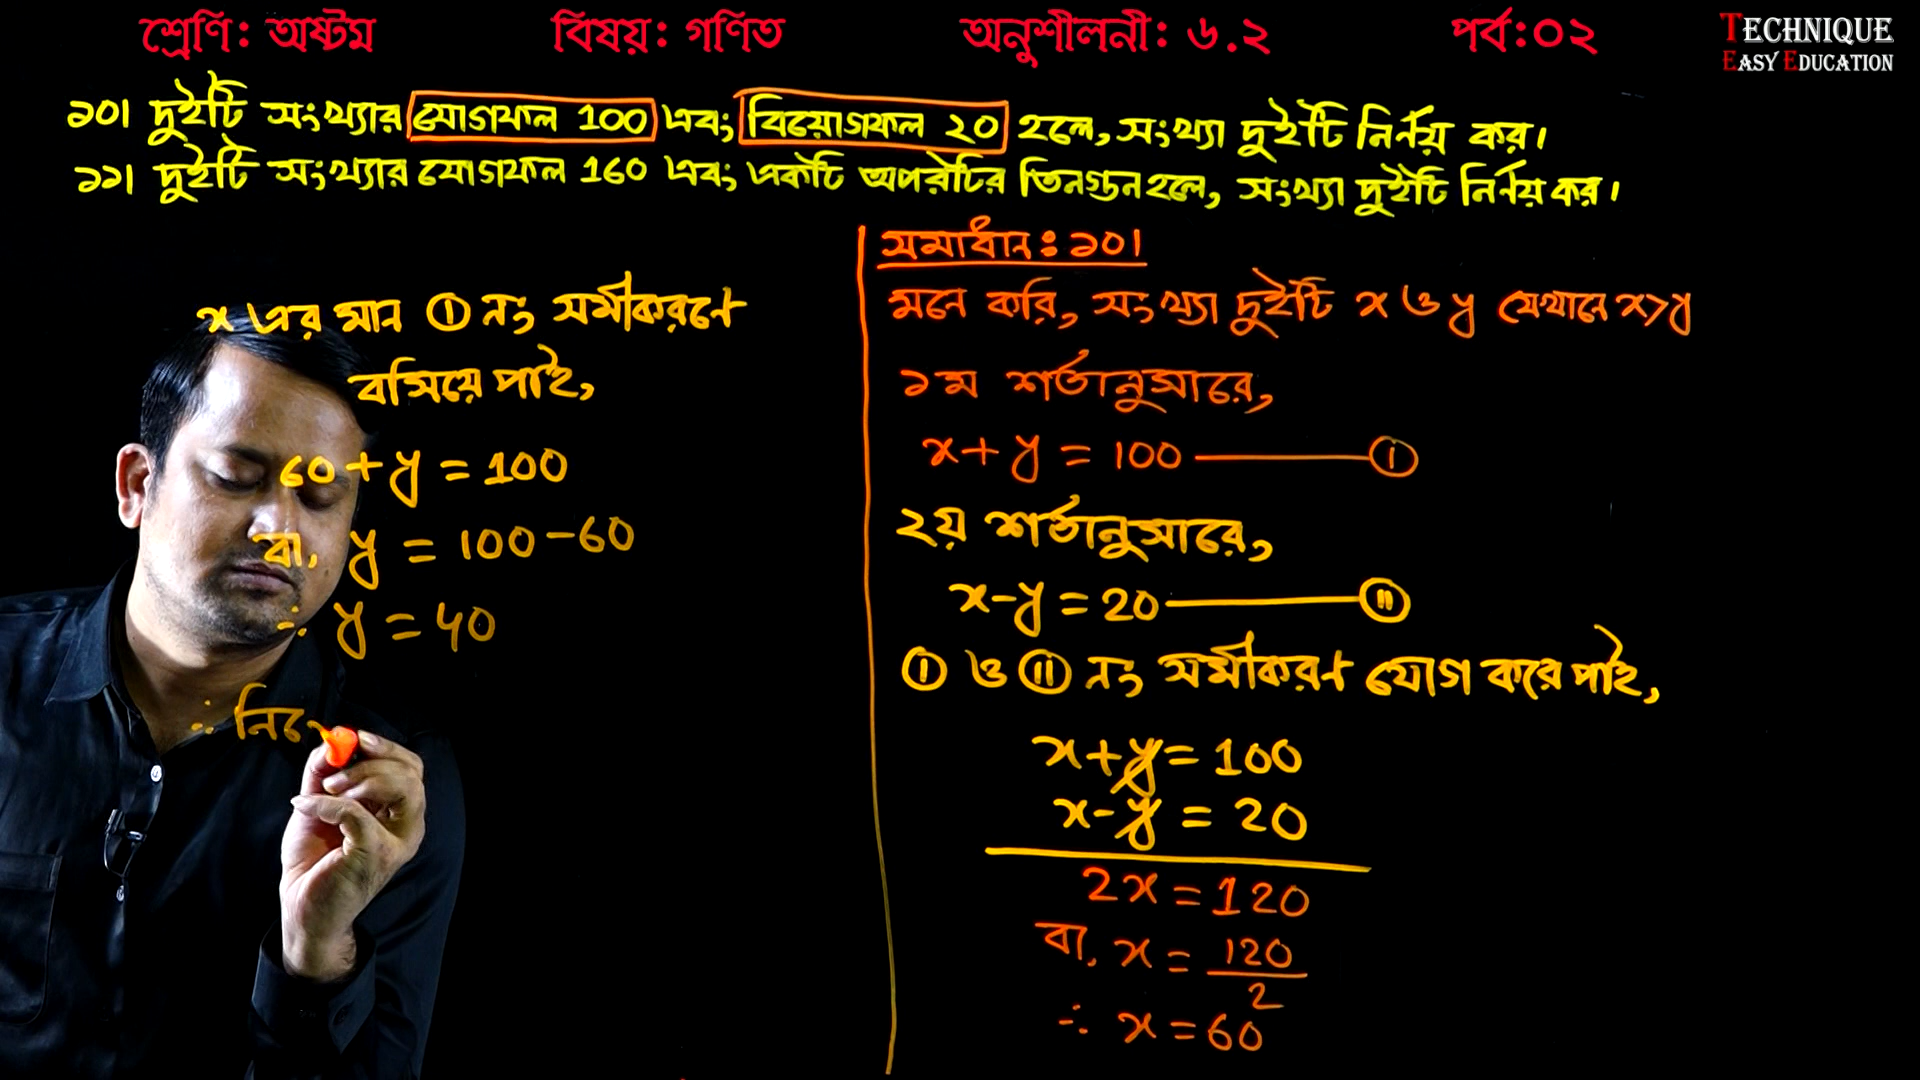 শ্রেণি: অষ্টম বিষয়: গণিত অনুশীলনী: ৬.২ পর্ব:০২
TECHNIQUE
EASY EDUCATION
১০। দুইটি সংখ্যার যোগফল 100 এবং বিয়োগফল ২০ হলে, সংখ্যা দুইটি নির্ণয় কর।
১১। দুইটি সংখ্যার যোগফল 160 এবং একটি অপরটির তিনগুন হলে, সংখ্যা দুইটি নির্ণয় কর।
x এর মান ⓘ নং সমীকরণে
বসিয়ে পাই,
60 + y = 100
বা, y = 100 - 60
∴ y = 40
∴ নির্ণে
সমাধান: ১০।
মনে করি, সংখ্যা দুইটি x ও y যেখানে x > y
১ম শর্তানুসারে,
x + y = 100 ——— ⓘ
২য় শর্তানুসারে,
x - y = 20 ——— ⓘⓘ
ⓘ ও ⓘⓘ নং সমীকরণ যোগ করে পাই,
x + y = 100
x - y = 20
2x = 120
বা, x = 120/2
∴ x = 60